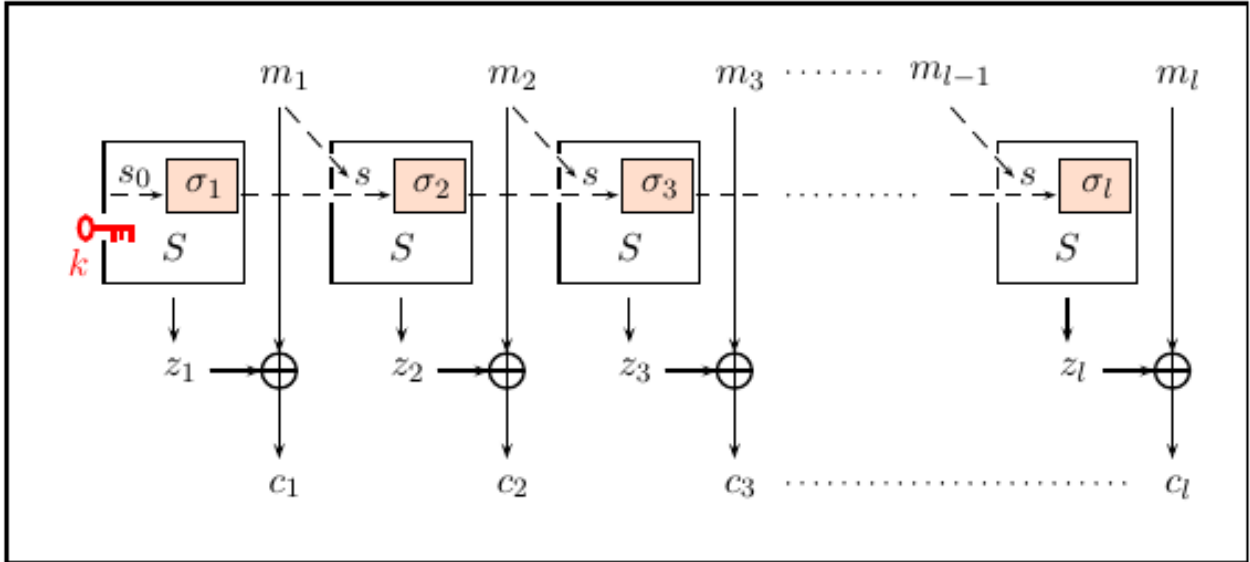 m₁ m₂ m₃ ········ mₗ₋₁ mₗ
s₀ σ₁ s σ₂ s σ₃ ·········· s σₗ
k S S S S
z₁ z₂ z₃ zₗ
c₁ c₂ c₃ ·························· cₗ